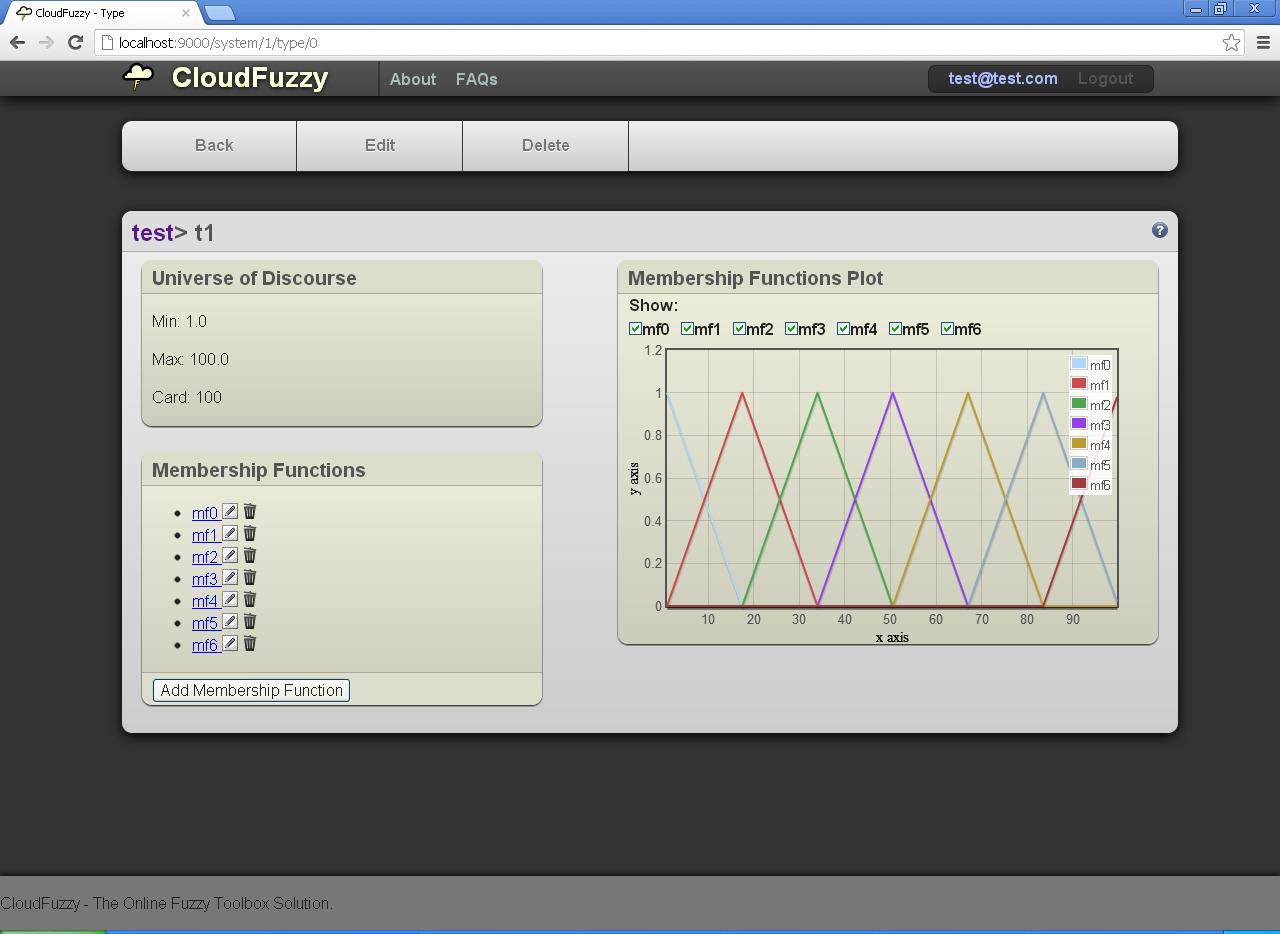 CloudFuzzy - Type
localhost:9000/system/1/type/0
CloudFuzzy
About FAQs
test@test.com Logout
Back Edit Delete
test> t1
?
Universe of Discourse
Min: 1.0
Max: 100.0
Card: 100
Membership Functions
mf0
mf1
mf2
mf3
mf4
mf5
mf6
Add Membership Function
Membership Functions Plot
Show:
mf0 mf1 mf2 mf3 mf4 mf5 mf6
1.2
1
0.8
0.6
0.4
0.2
0
y axis
mf0
mf1
mf2
mf3
mf4
mf5
mf6
10 20 30 40 50 60 70 80 90
x axis
CloudFuzzy - The Online Fuzzy Toolbox Solution.